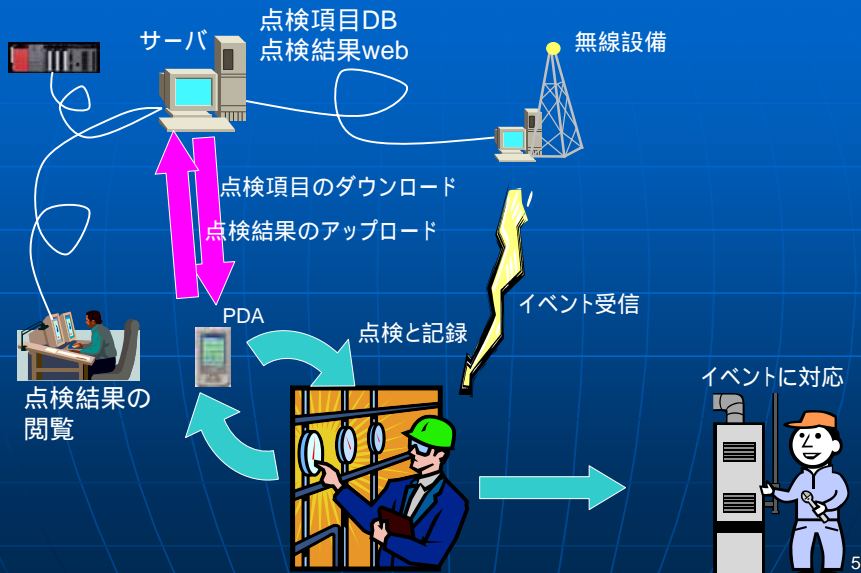 点検項目DB
点検結果web
サーバ
無線設備
点検項目のダウンロード
点検結果のアップロード
イベント受信
PDA
点検と記録
点検結果の
閲覧
イベントに対応
5